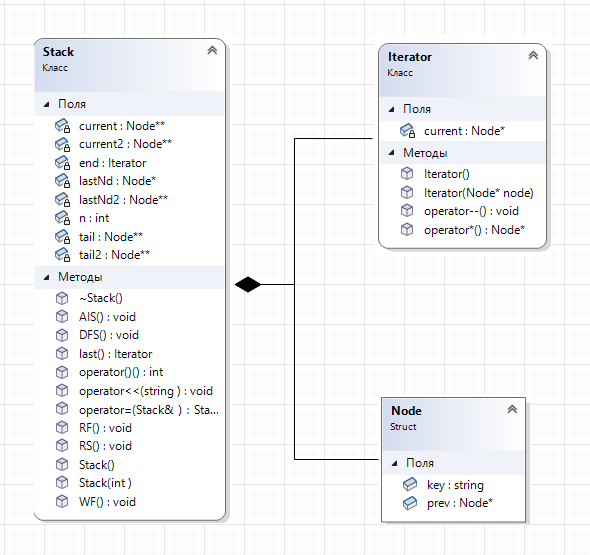 Stack
Класс
Поля
current : Node**
current2 : Node**
end : Iterator
lastNd : Node*
lastNd2 : Node**
n : int
tail : Node**
tail2 : Node**
Методы
~Stack()
AIS() : void
DFS() : void
last() : Iterator
operator()() : int
operator<<(string ) : void
operator=(Stack& ) : Sta...
RF() : void
RS() : void
Stack()
Stack(int )
WF() : void
Iterator
Класс
Поля
current : Node*
Методы
Iterator()
Iterator(Node* node)
operator--() : void
operator*() : Node*
Node
Struct
Поля
key : string
prev : Node*